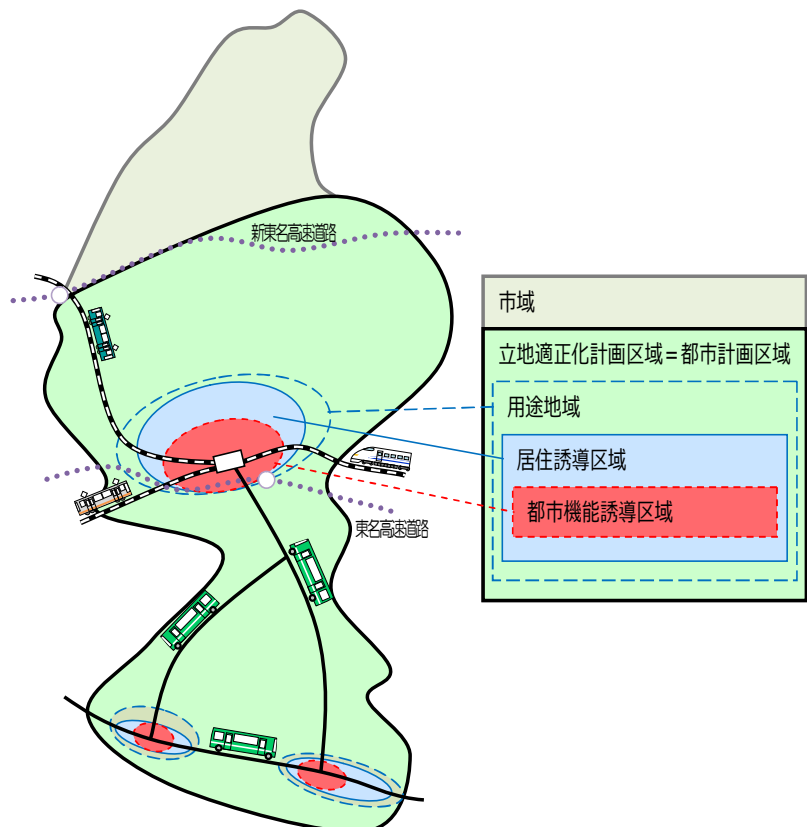 新東名高速道路
市域
立地適正化計画区域=都市計画区域
用途地域
居住誘導区域
都市機能誘導区域
東名高速道路